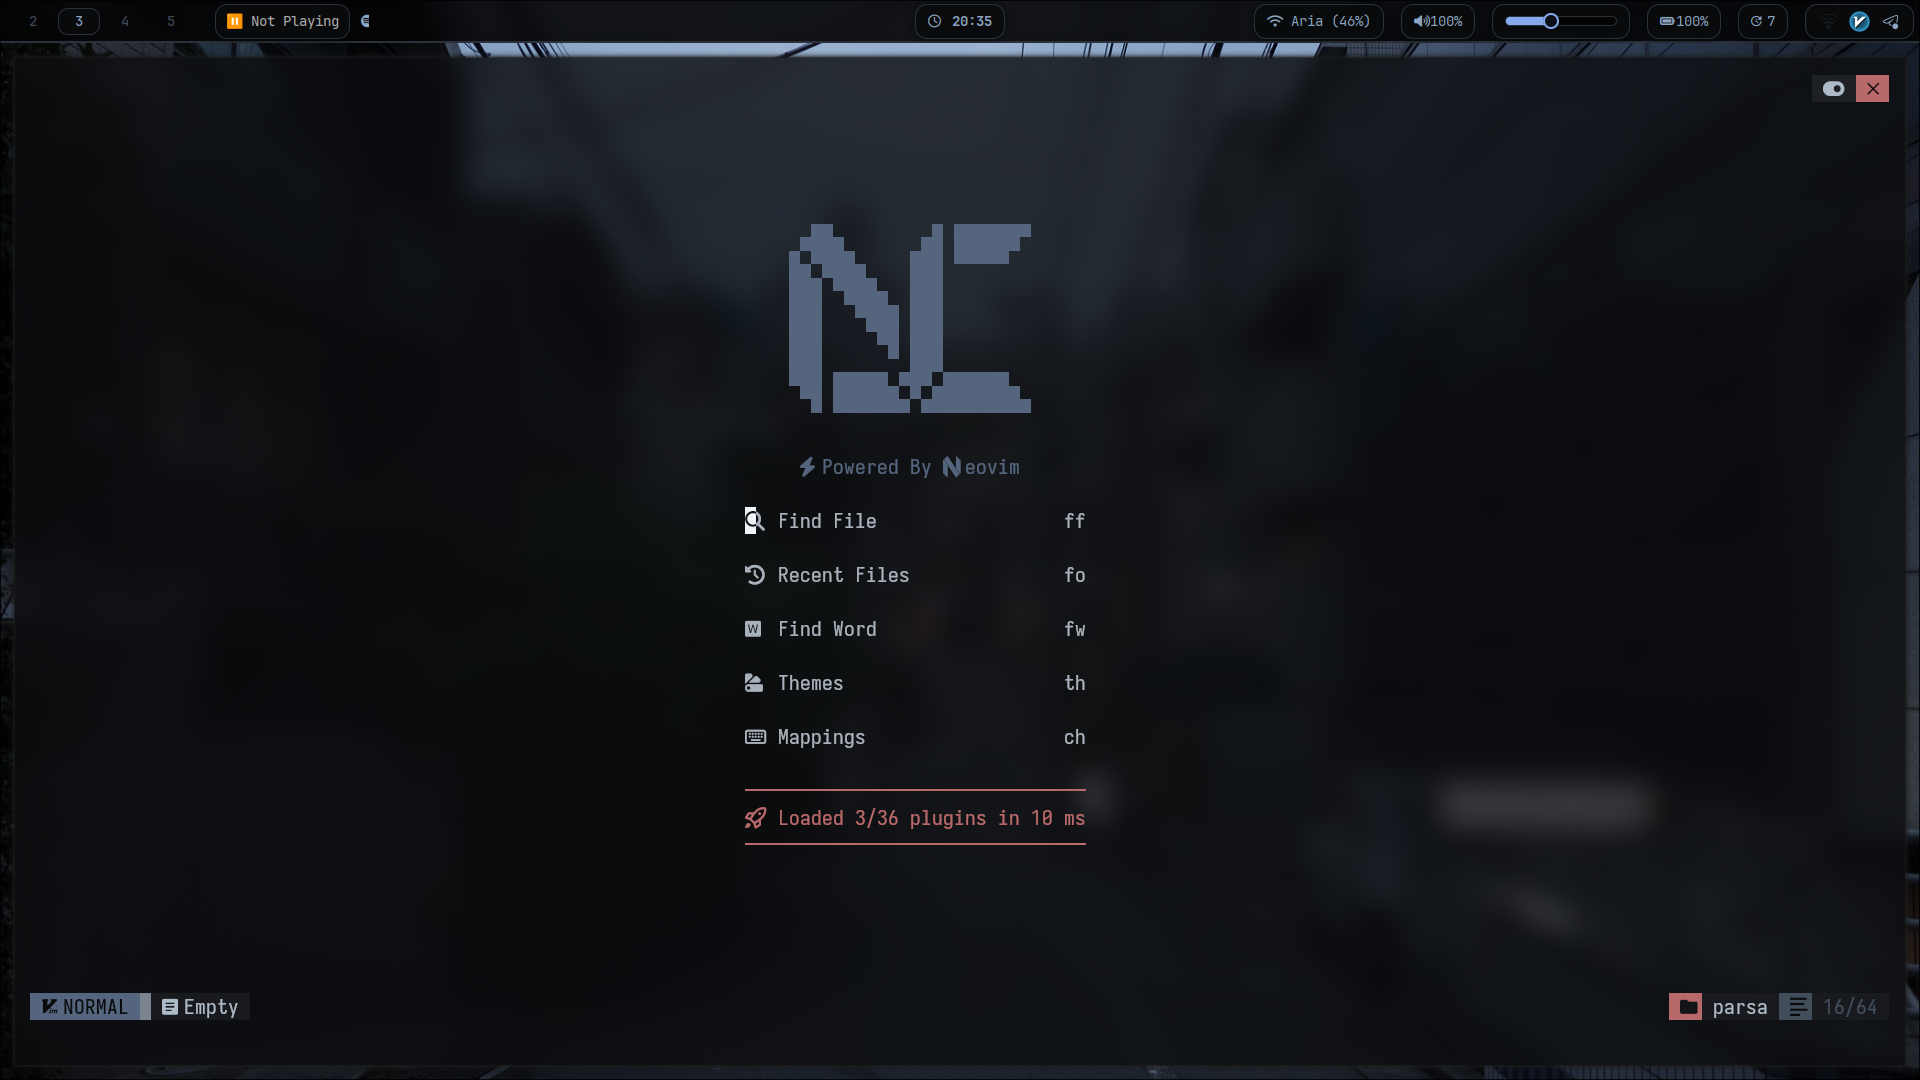 2 3 4 5 Not Playing 20:35 Aria (46%) 100% 100% 7
Powered By Neovim
Find File ff
Recent Files fo
W Find Word fw
Themes th
Mappings ch
Loaded 3/36 plugins in 10 ms
NORMAL Empty parsa 16/64